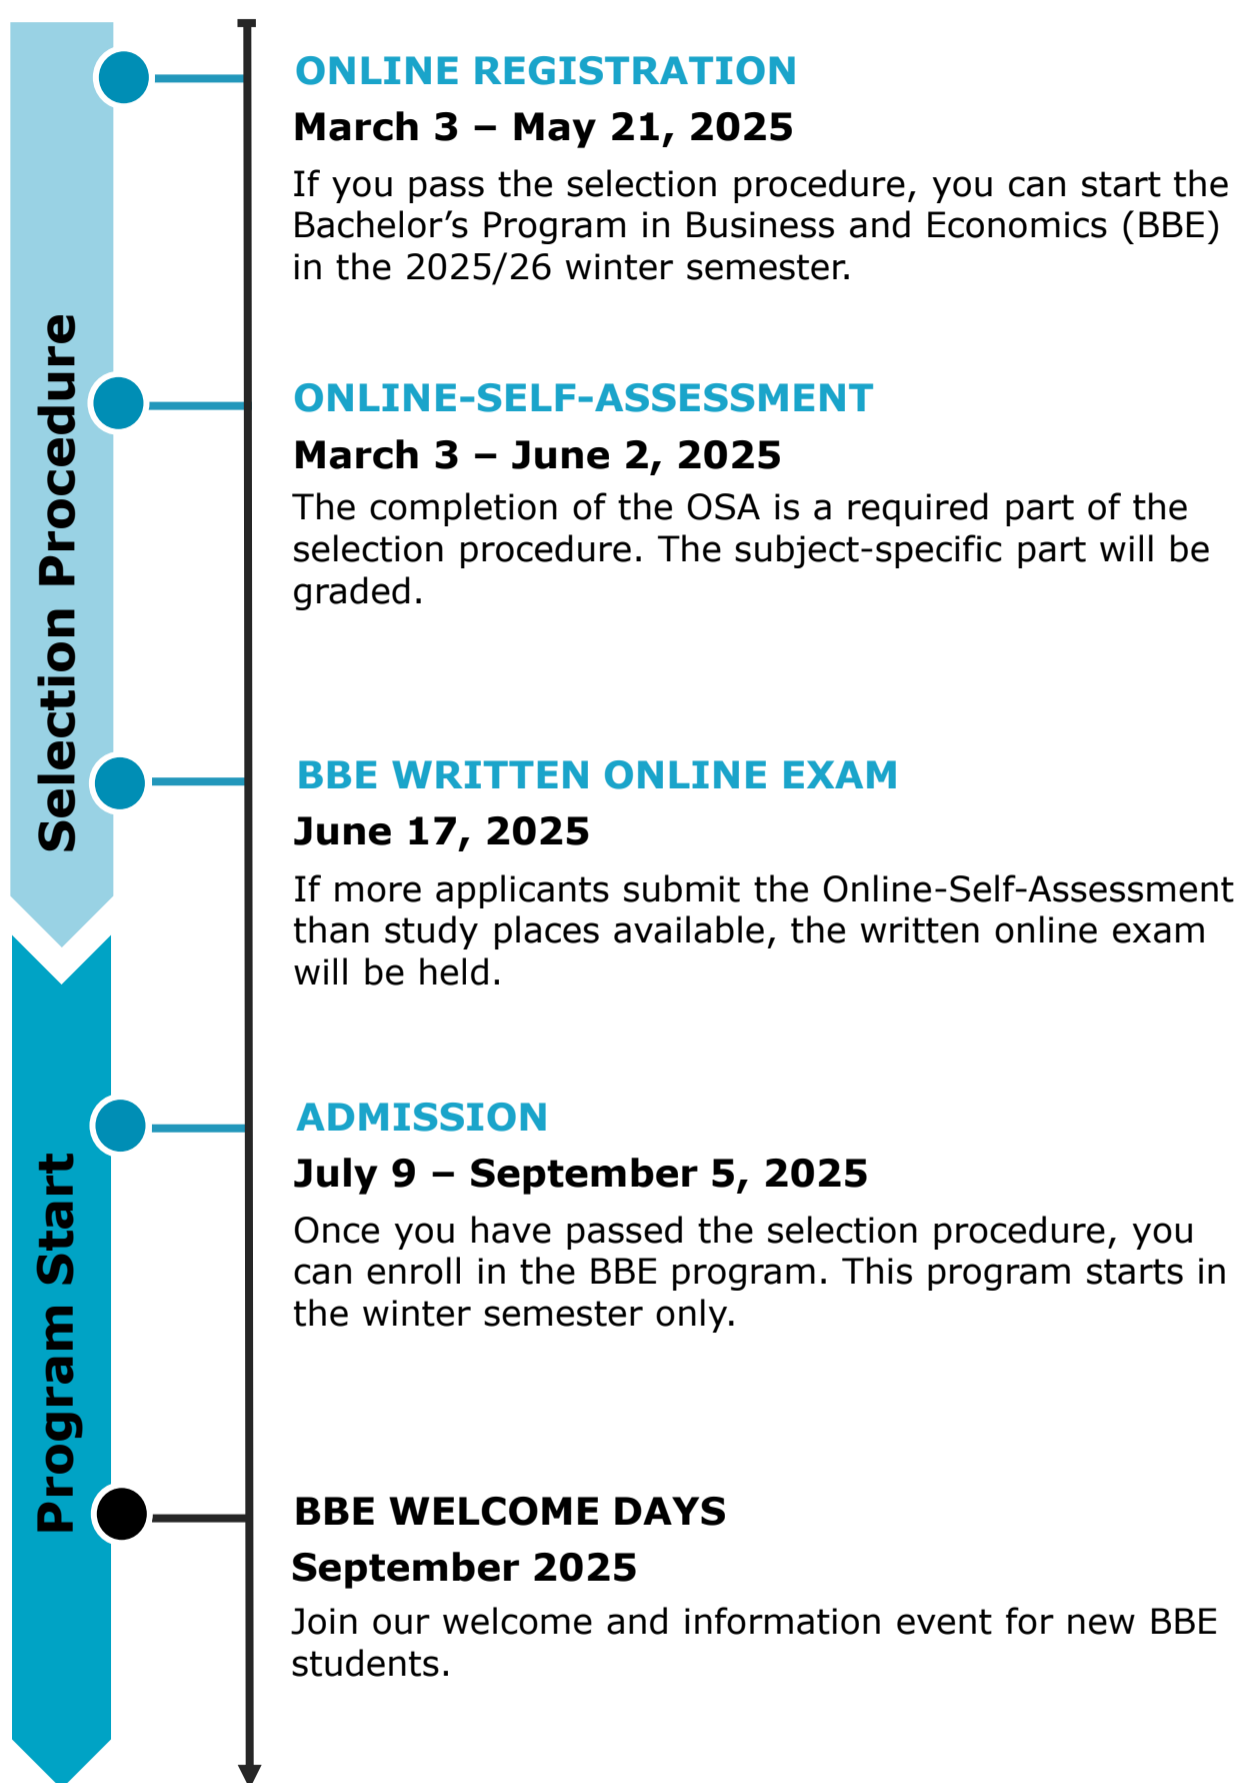 Selection Procedure
ONLINE REGISTRATION
March 3 – May 21, 2025
If you pass the selection procedure, you can start the
Bachelor’s Program in Business and Economics (BBE)
in the 2025/26 winter semester.
ONLINE-SELF-ASSESSMENT
March 3 – June 2, 2025
The completion of the OSA is a required part of the
selection procedure. The subject-specific part will be
graded.
BBE WRITTEN ONLINE EXAM
June 17, 2025
If more applicants submit the Online-Self-Assessment
than study places available, the written online exam
will be held.
Program Start
ADMISSION
July 9 – September 5, 2025
Once you have passed the selection procedure, you
can enroll in the BBE program. This program starts in
the winter semester only.
BBE WELCOME DAYS
September 2025
Join our welcome and information event for new BBE
students.